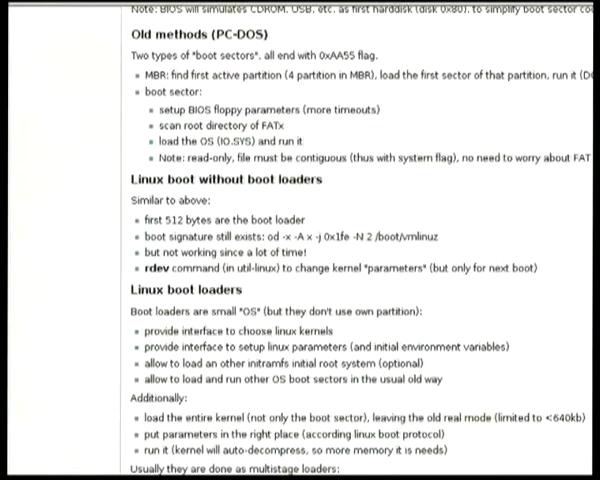 Note: BIOS will simulates CDROM, USB, etc. as first harddisk (disk 0x80), to simplify boot sector
Old methods (PC-DOS)
Two types of "boot sectors", all end with 0xAA55 flag.
MBR: find first active partition (4 partition in MBR), load the first sector of that partition, run it
boot sector:
setup BIOS floppy parameters (more timeouts)
scan root directory of FATx
load the OS (IO.SYS) and run it
Note: read-only, file must be contiguous (thus with system flag), no need to worry about FAT
Linux boot without boot loaders
Similar to above:
first 512 bytes are the boot loader
boot signature still exists: od -x -A x -j 0x1fe -N 2 /boot/vmlinuz
but not working since a lot of time!
rdev command (in util-linux) to change kernel "parameters" (but only for next boot)
Linux boot loaders
Boot loaders are small "OS" (but they don't use own partition):
provide interface to choose linux kernels
provide interface to setup linux parameters (and initial environment variables)
allow to load an other initramfs initial root system (optional)
allow to load and run other OS boot sectors in the usual old way
Additionally:
load the entire kernel (not only the boot sector), leaving the old real mode (limited to <640kb)
put parameters in the right place (according linux boot protocol)
run it (kernel will auto-decompress, so more memory it is needs)
Usually they are done as multistage loaders: